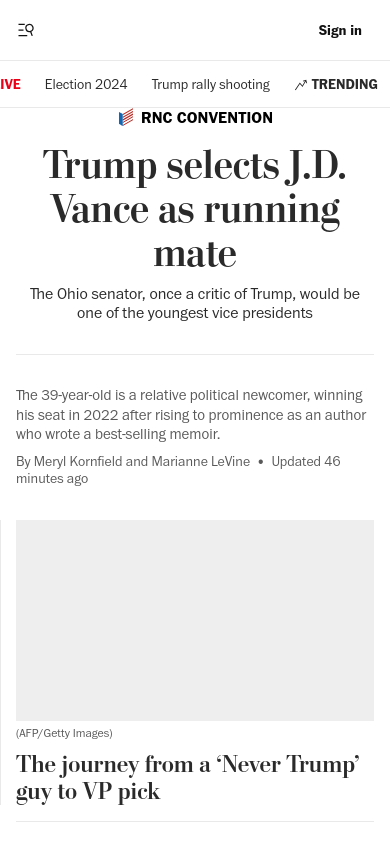 Sign in
IVE Election 2024 Trump rally shooting TRENDING
RNC CONVENTION
Trump selects J.D.
Vance as running
mate
The Ohio senator, once a critic of Trump, would be
one of the youngest vice presidents
The 39-year-old is a relative political newcomer, winning
his seat in 2022 after rising to prominence as an author
who wrote a best-selling memoir.
By Meryl Kornfield and Marianne LeVine • Updated 46
minutes ago
(AFP/Getty Images)
The journey from a ‘Never Trump’
guy to VP pick